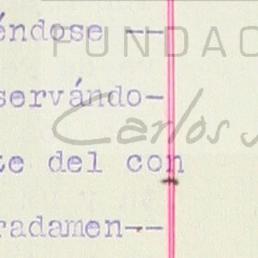 éndose --
FUNDAC
servándo-
Carlos
te del con
radamen--